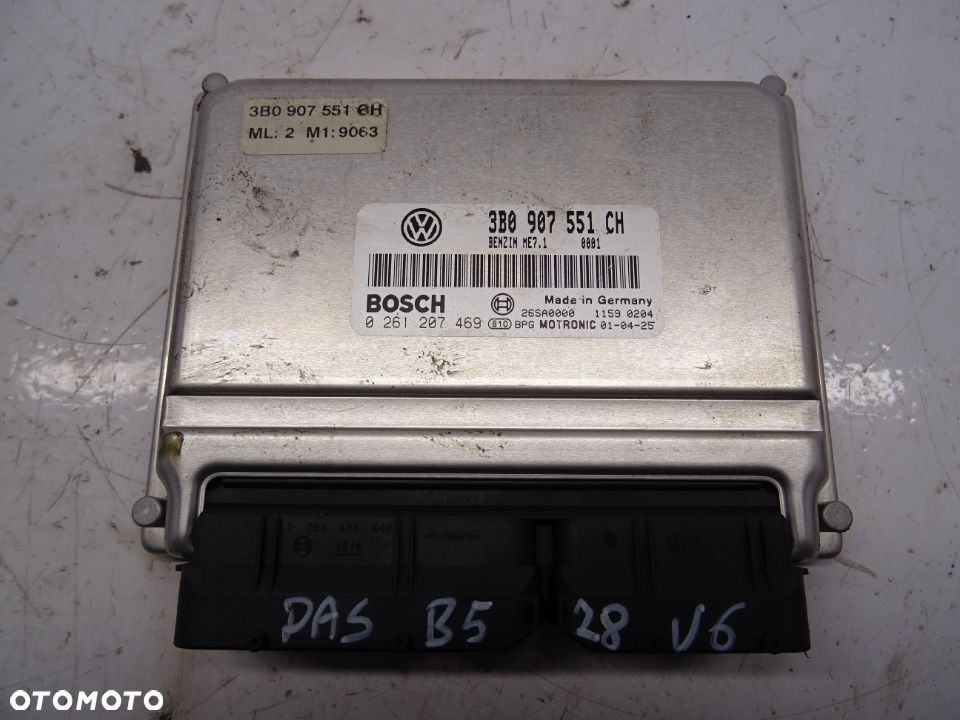 3B0 907 551 CH
ML: 2 M1: 9063
3B0 907 551 CH
BENZIN ME7.1 0001
BOSCH
Made in Germany
26SA0000 1159 0204
0 261 207 469
BPG MOTRONIC 01-04-25
1216
PAS B5 28 V6
OTOMOTO